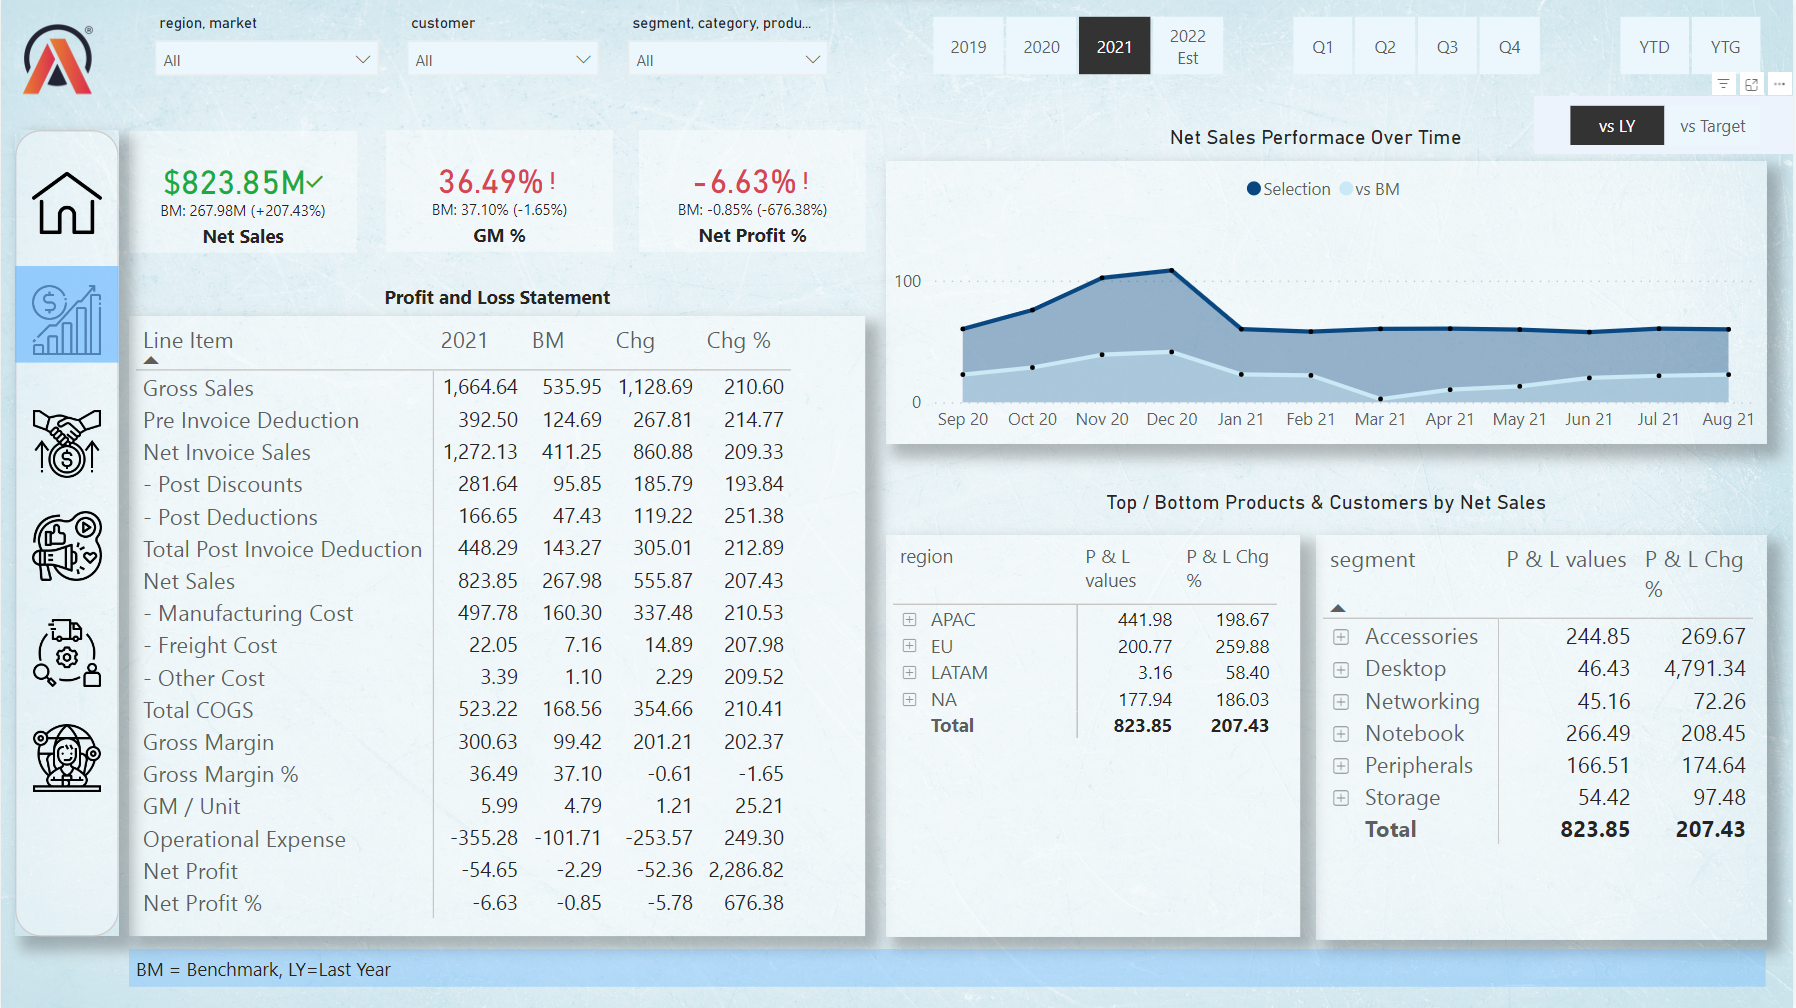 region, market
customer
segment, category, produ...
All
All
All
2019
2020
2021
2022
Est
Q1
Q2
Q3
Q4
YTD
YTG
vs LY
vs Target
$823.85M
BM: 267.98M (+207.43%)
Net Sales
36.49% !
BM: 37.10% (-1.65%)
GM %
-6.63% !
BM: -0.85% (-676.38%)
Net Profit %
Net Sales Performace Over Time
Selection vs BM
100
0
Sep 20 Oct 20 Nov 20 Dec 20 Jan 21 Feb 21 Mar 21 Apr 21 May 21 Jun 21 Jul 21 Aug 21
Profit and Loss Statement
Line Item 2021 BM Chg Chg %
Gross Sales 1,664.64 535.95 1,128.69 210.60
Pre Invoice Deduction 392.50 124.69 267.81 214.77
Net Invoice Sales 1,272.13 411.25 860.88 209.33
- Post Discounts 281.64 95.85 185.79 193.84
- Post Deductions 166.65 47.43 119.22 251.38
Total Post Invoice Deduction 448.29 143.27 305.01 212.89
Net Sales 823.85 267.98 555.87 207.43
- Manufacturing Cost 497.78 160.30 337.48 210.53
- Freight Cost 22.05 7.16 14.89 207.98
- Other Cost 3.39 1.10 2.29 209.52
Total COGS 523.22 168.56 354.66 210.41
Gross Margin 300.63 99.42 201.21 202.37
Gross Margin % 36.49 37.10 -0.61 -1.65
GM / Unit 5.99 4.79 1.21 25.21
Operational Expense -355.28 -101.71 -253.57 249.30
Net Profit -54.65 -2.29 -52.36 2,286.82
Net Profit % -6.63 -0.85 -5.78 676.38
Top / Bottom Products & Customers by Net Sales
region P & L values P & L Chg %
APAC 441.98 198.67
EU 200.77 259.88
LATAM 3.16 58.40
NA 177.94 186.03
Total 823.85 207.43
segment P & L values P & L Chg %
Accessories 244.85 269.67
Desktop 46.43 4,791.34
Networking 45.16 72.26
Notebook 266.49 208.45
Peripherals 166.51 174.64
Storage 54.42 97.48
Total 823.85 207.43
BM = Benchmark, LY=Last Year